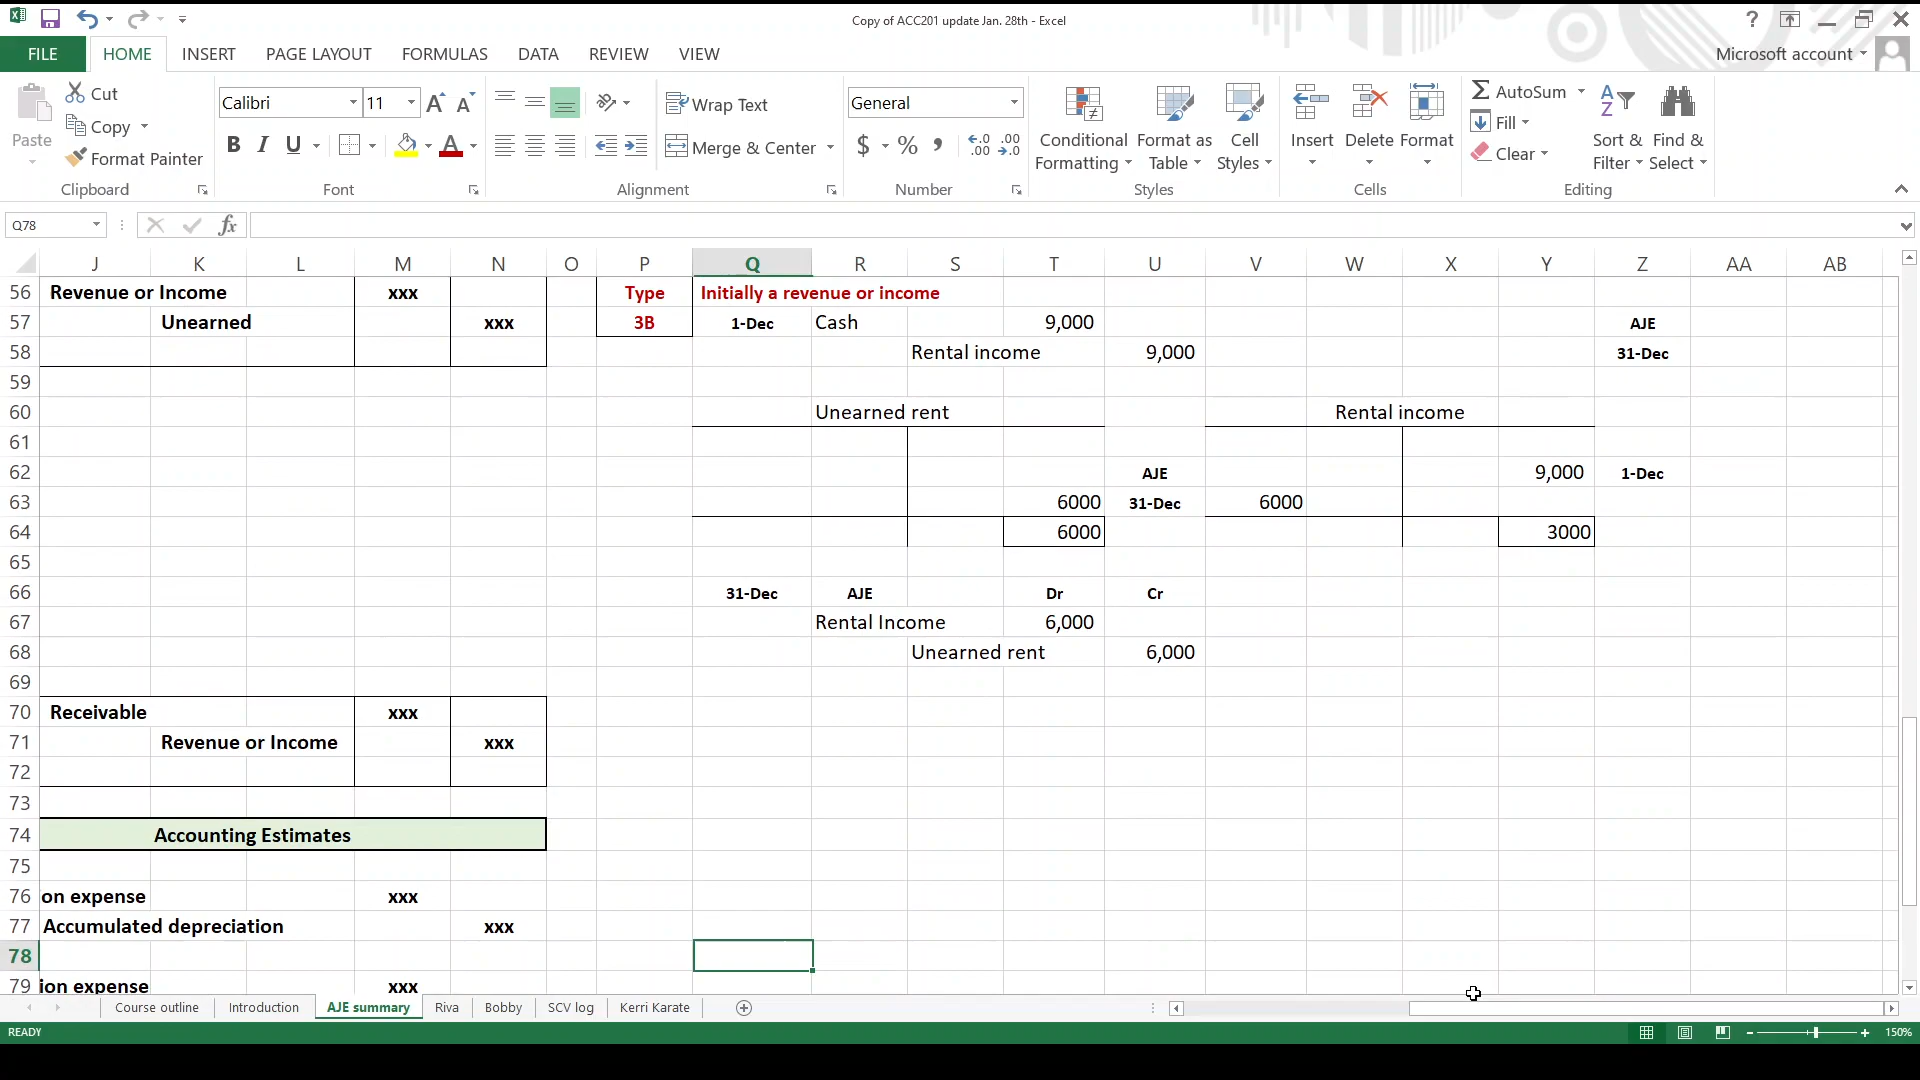 Copy of ACC201 update Jan. 28th - Excel
?
FILE HOME INSERT PAGE LAYOUT FORMULAS DATA REVIEW VIEW Microsoft account
Paste Cut
Copy
Format Painter
Clipboard
Calibri 11 A A
B I U A
Font
Wrap Text
Merge & Center
Alignment
General
$ % , .0 .00 .00 .0
Number
Conditional Formatting
Format as Table
Cell Styles
Styles
Insert Delete Format
Cells
AutoSum
Fill
Clear
Sort & Filter
Find & Select
Editing
Q78 fx
J K L M N O P Q R S T U V W X Y Z AA AB
56 Revenue or Income xxx Type Initially a revenue or income
57 Unearned xxx 3B 1-Dec Cash 9,000 AJE
58 Rental income 9,000 31-Dec
59
60 Unearned rent Rental income
61
62 AJE 9,000 1-Dec
63 6000 31-Dec 6000
64 6000 3000
65
66 31-Dec AJE Dr Cr
67 Rental Income 6,000
68 Unearned rent 6,000
69
70 Receivable xxx
71 Revenue or Income xxx
72
73
74 Accounting Estimates
75
76 on expense xxx
77 Accumulated depreciation xxx
78
79 ion expense xxx
Course outline Introduction AJE summary Riva Bobby SCV log Kerri Karate
READY 150%